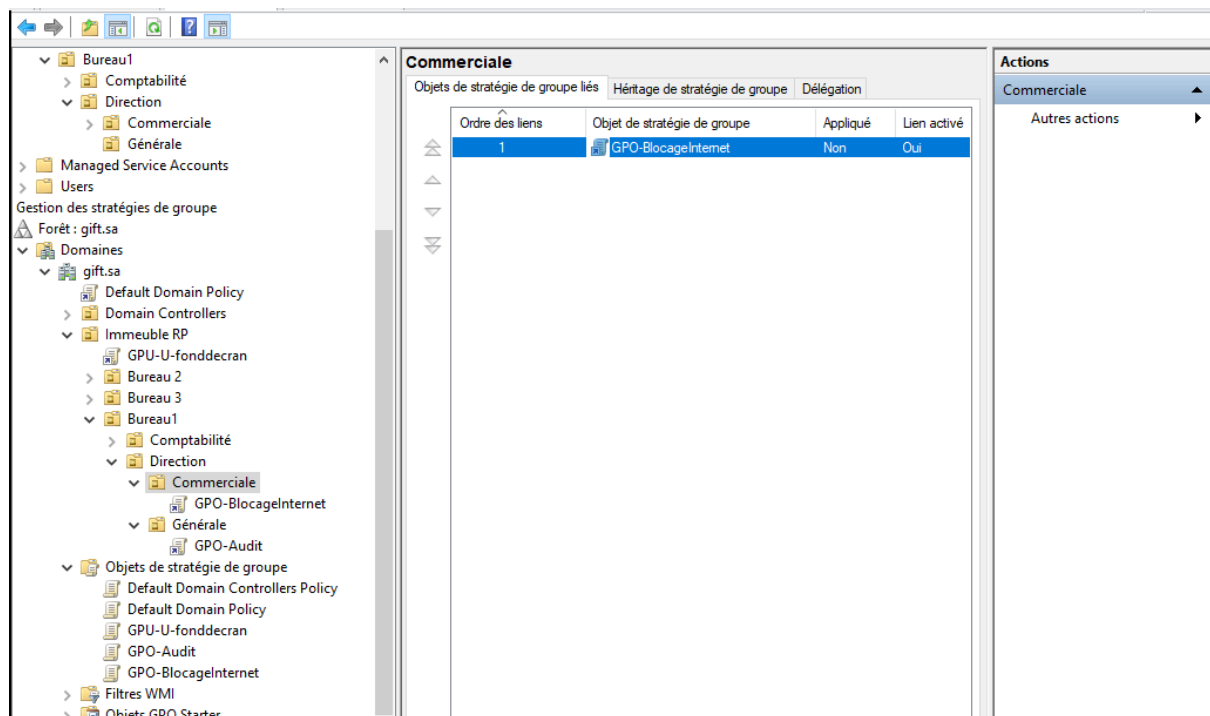 Bureau1
Comptabilité
Direction
Commerciale
Générale
Managed Service Accounts
Users
Gestion des stratégies de groupe
Forêt : gift.sa
Domaines
gift.sa
Default Domain Policy
Domain Controllers
Immeuble RP
GPU-U-fonddecran
Bureau 2
Bureau 3
Bureau1
Comptabilité
Direction
Commerciale
GPO-BlocageInternet
Générale
GPO-Audit
Objets de stratégie de groupe
Default Domain Controllers Policy
Default Domain Policy
GPU-U-fonddecran
GPO-Audit
GPO-BlocageInternet
Filtres WMI
Objets GPO Starter
Commerciale
Objets de stratégie de groupe liés Héritage de stratégie de groupe Délégation
Ordre des liens Objet de stratégie de groupe Appliqué Lien activé
1 GPO-BlocageInternet Non Oui
Actions
Commerciale
Autres actions